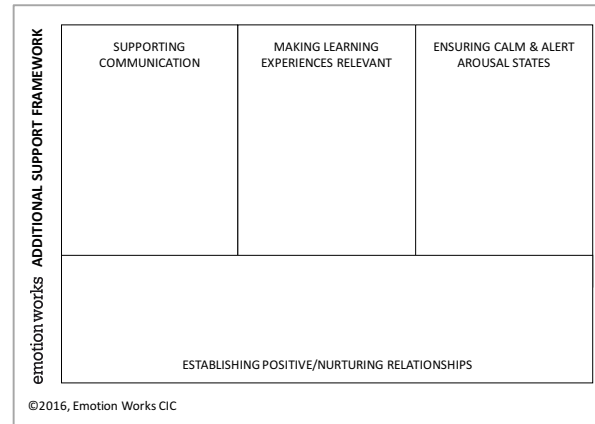 emotionworks ADDITIONAL SUPPORT FRAMEWORK
SUPPORTING
COMMUNICATION
MAKING LEARNING
EXPERIENCES RELEVANT
ENSURING CALM & ALERT
AROUSAL STATES
ESTABLISHING POSITIVE/NURTURING RELATIONSHIPS
©2016, Emotion Works CIC